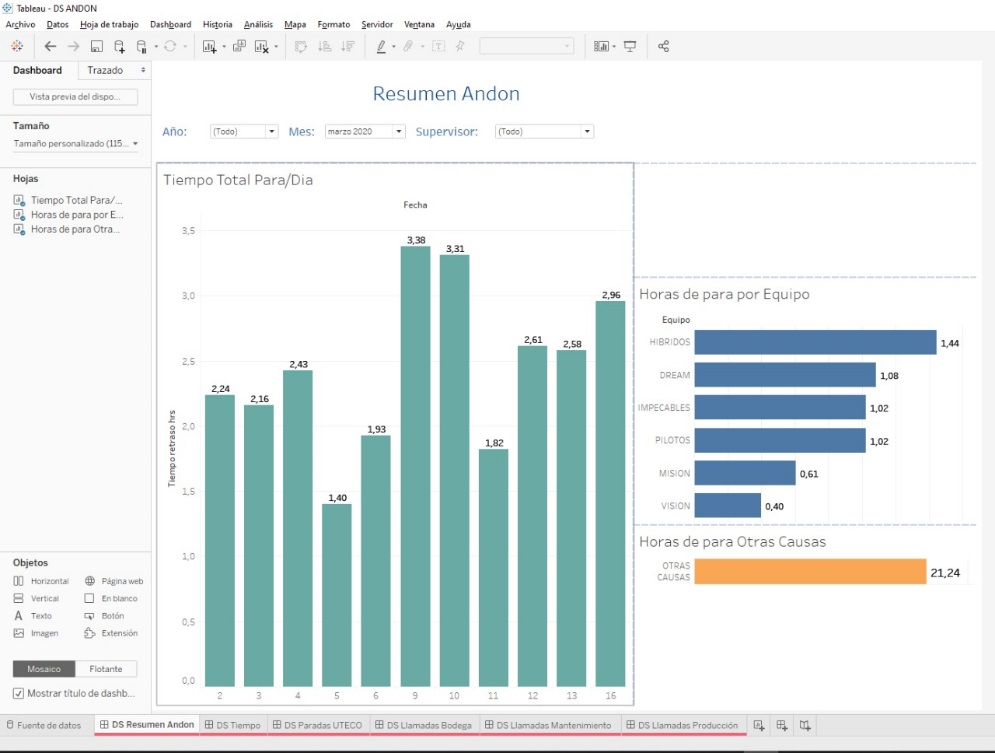 Tableau - DS ANDON
Archivo Datos Hoja de trabajo Dashboard Historia Análisis Mapa Formato Servidor Ventana Ayuda
Dashboard Trazado
Vista previa del dispo...
Tamaño
Tamaño personalizado (115...
Hojas
Tiempo Total Para/...
Horas de para por E...
Horas de para Otra...
Objetos
Horizontal Página web
Vertical En blanco
Texto Botón
Imagen Extensión
Mosaico Flotante
Mostrar título de dashb...
Resumen Andon
Año: (Todo) Mes: marzo 2020 Supervisor: (Todo)
Tiempo Total Para/Dia
Fecha
Tiempo retraso hrs
3,5
3,0
2,5
2,0
1,5
1,0
0,5
0,0
2,24 2,16 2,43 1,40 1,93 3,38 3,31 1,82 2,61 2,58 2,96
2 3 4 5 6 9 10 11 12 13 16
Horas de para por Equipo
Equipo
HIBRIDOS 1,44
DREAM 1,08
IMPECABLES 1,02
PILOTOS 1,02
MISION 0,61
VISION 0,40
Horas de para Otras Causas
OTRAS
CAUSAS 21,24
Fuente de datos DS Resumen Andon DS Tiempo DS Paradas UTECO DS Llamadas Bodega DS Llamadas Mantenimiento DS Llamadas Producción